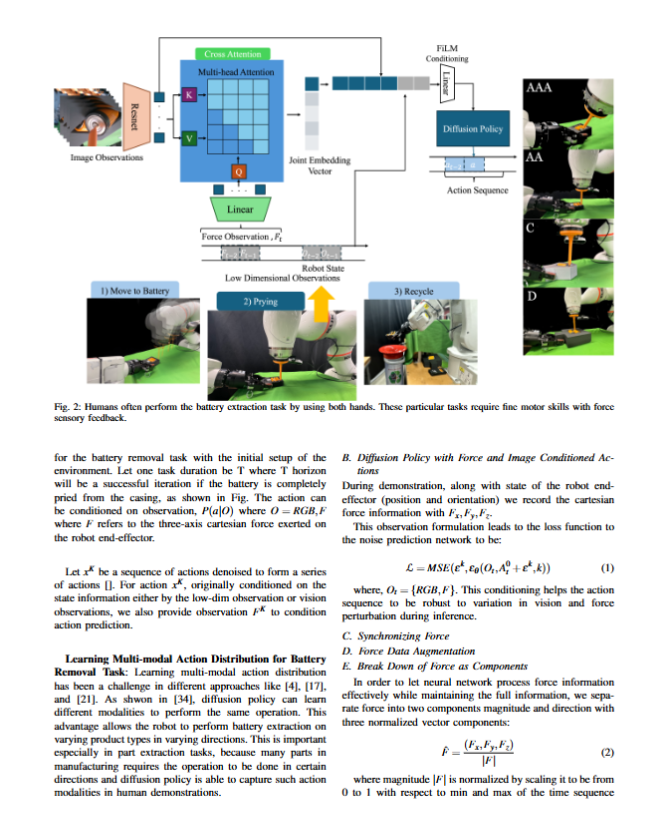 FiLM
Conditioning
Cross Attention
Multi-head Attention
K
V
Q
Resnet
Linear
Diffusion Policy
Image Observations
Joint Embedding
Vector
Action Sequence
Linear
Force Observation , Ft
Robot State
Low Dimensional Observations
AAA
AA
C
D
1) Move to Battery
2) Prying
3) Recycle
Fig. 2: Humans often perform the battery extraction task by using both hands. These particular tasks require fine motor skills with force
sensory feedback.
for the battery removal task with the initial setup of the
environment. Let one task duration be T where T horizon
will be a successful iteration if the battery is completely
pried from the casing, as shown in Fig. The action can
be conditioned on observation, P(a|O) where O = RGB,F
where F refers to the three-axis cartesian force exerted on
the robot end-effector.
Let x^K be a sequence of actions denoised to form a series
of actions []. For action x^K, originally conditioned on the
state information either by the low-dim observation or vision
observations, we also provide observation F^K to condition
action prediction.
Learning Multi-modal Action Distribution for Battery
Removal Task: Learning multi-modal action distribution
has been a challenge in different approaches like [4], [17],
and [21]. As shwon in [34], diffusion policy can learn
different modalities to perform the same operation. This
advantage allows the robot to perform battery extraction on
varying product types in varying directions. This is important
especially in part extraction tasks, because many parts in
manufacturing requires the operation to be done in certain
directions and diffusion policy is able to capture such action
modalities in human demonstrations.
B. Diffusion Policy with Force and Image Conditioned Ac-
tions
During demonstration, along with state of the robot end-
effector (position and orientation) we record the cartesian
force information with Fx,Fy,Fz.
This observation formulation leads to the loss function to
the noise prediction network to be:
ℒ = MSE(ε^k,ε_θ(O_t,A_t^0 + ε^k,k)) (1)
where, O_t = {RGB,F}. This conditioning helps the action
sequence to be robust to variation in vision and force
perturbation during inference.
C. Synchronizing Force
D. Force Data Augmentation
E. Break Down of Force as Components
In order to let neural network process force information
effectively while maintaining the full information, we sepa-
rate force into two components magnitude and direction with
three normalized vector components:
F̂ = (Fx,Fy,Fz) / |F| (2)
where magnitude |F| is normalized by scaling it to be from
0 to 1 with respect to min and max of the time sequence